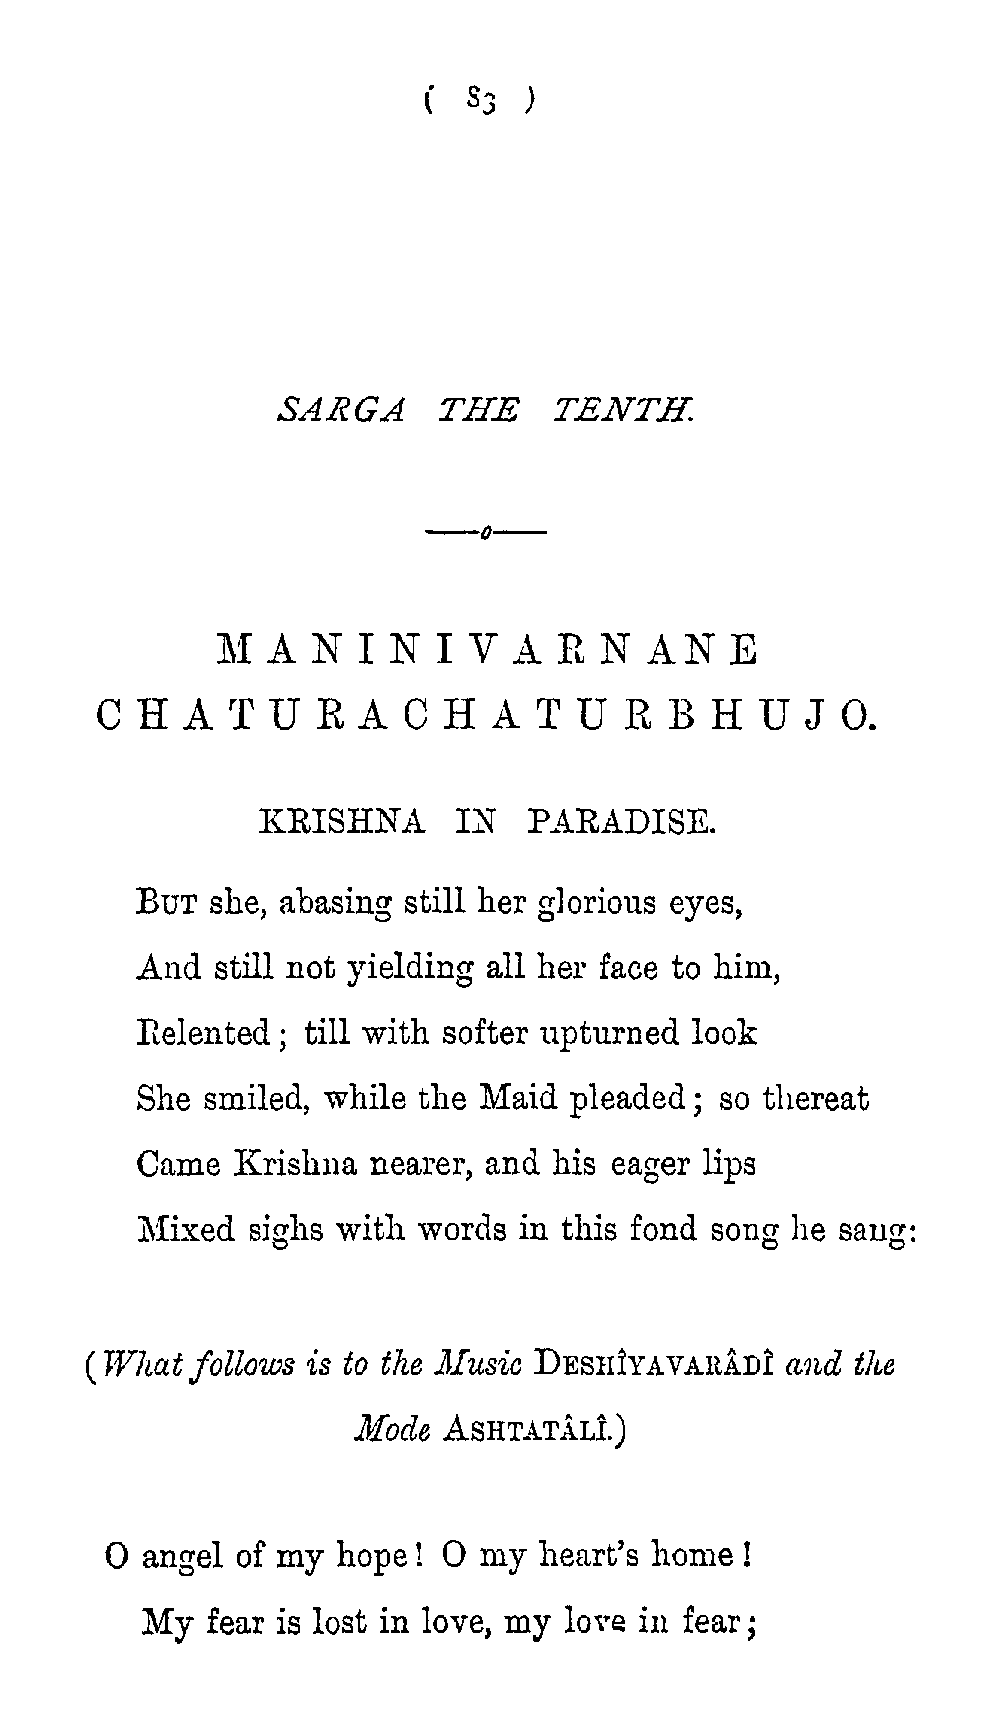 ( 83 )
SARGA THE TENTH.
MANINIVARNANE
CHATURACHATURBHUJO.
KRISHNA IN PARADISE.
BUT she, abasing still her glorious eyes,
And still not yielding all her face to him,
Relented; till with softer upturned look
She smiled, while the Maid pleaded; so thereat
Came Krishna nearer, and his eager lips
Mixed sighs with words in this fond song he sang:
(What follows is to the Music DESHÎYAVARÂDÎ and the
Mode ASHTATÂLÎ.)
O angel of my hope! O my heart's home!
My fear is lost in love, my love in fear;